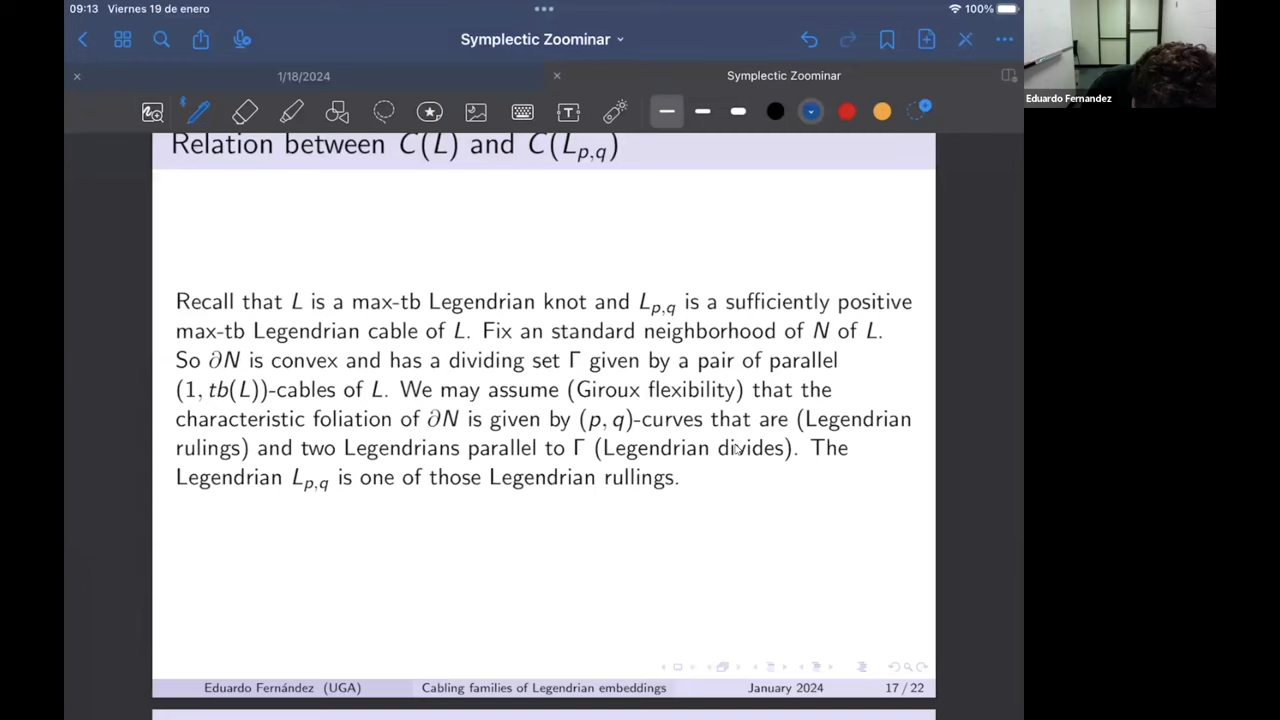 09:13 Viernes 19 de enero
100%
Symplectic Zoominar
1/18/2024
Symplectic Zoominar
Eduardo Fernandez
Relation between C(L) and C(L_{p,q})
Recall that L is a max-tb Legendrian knot and L_{p,q} is a sufficiently positive
max-tb Legendrian cable of L. Fix an standard neighborhood of N of L.
So ∂N is convex and has a dividing set Γ given by a pair of parallel
(1, tb(L))-cables of L. We may assume (Giroux flexibility) that the
characteristic foliation of ∂N is given by (p, q)-curves that are (Legendrian
rulings) and two Legendrians parallel to Γ (Legendrian divides). The
Legendrian L_{p,q} is one of those Legendrian rullings.
Eduardo Fernández (UGA) Cabling families of Legendrian embeddings January 2024 17 / 22